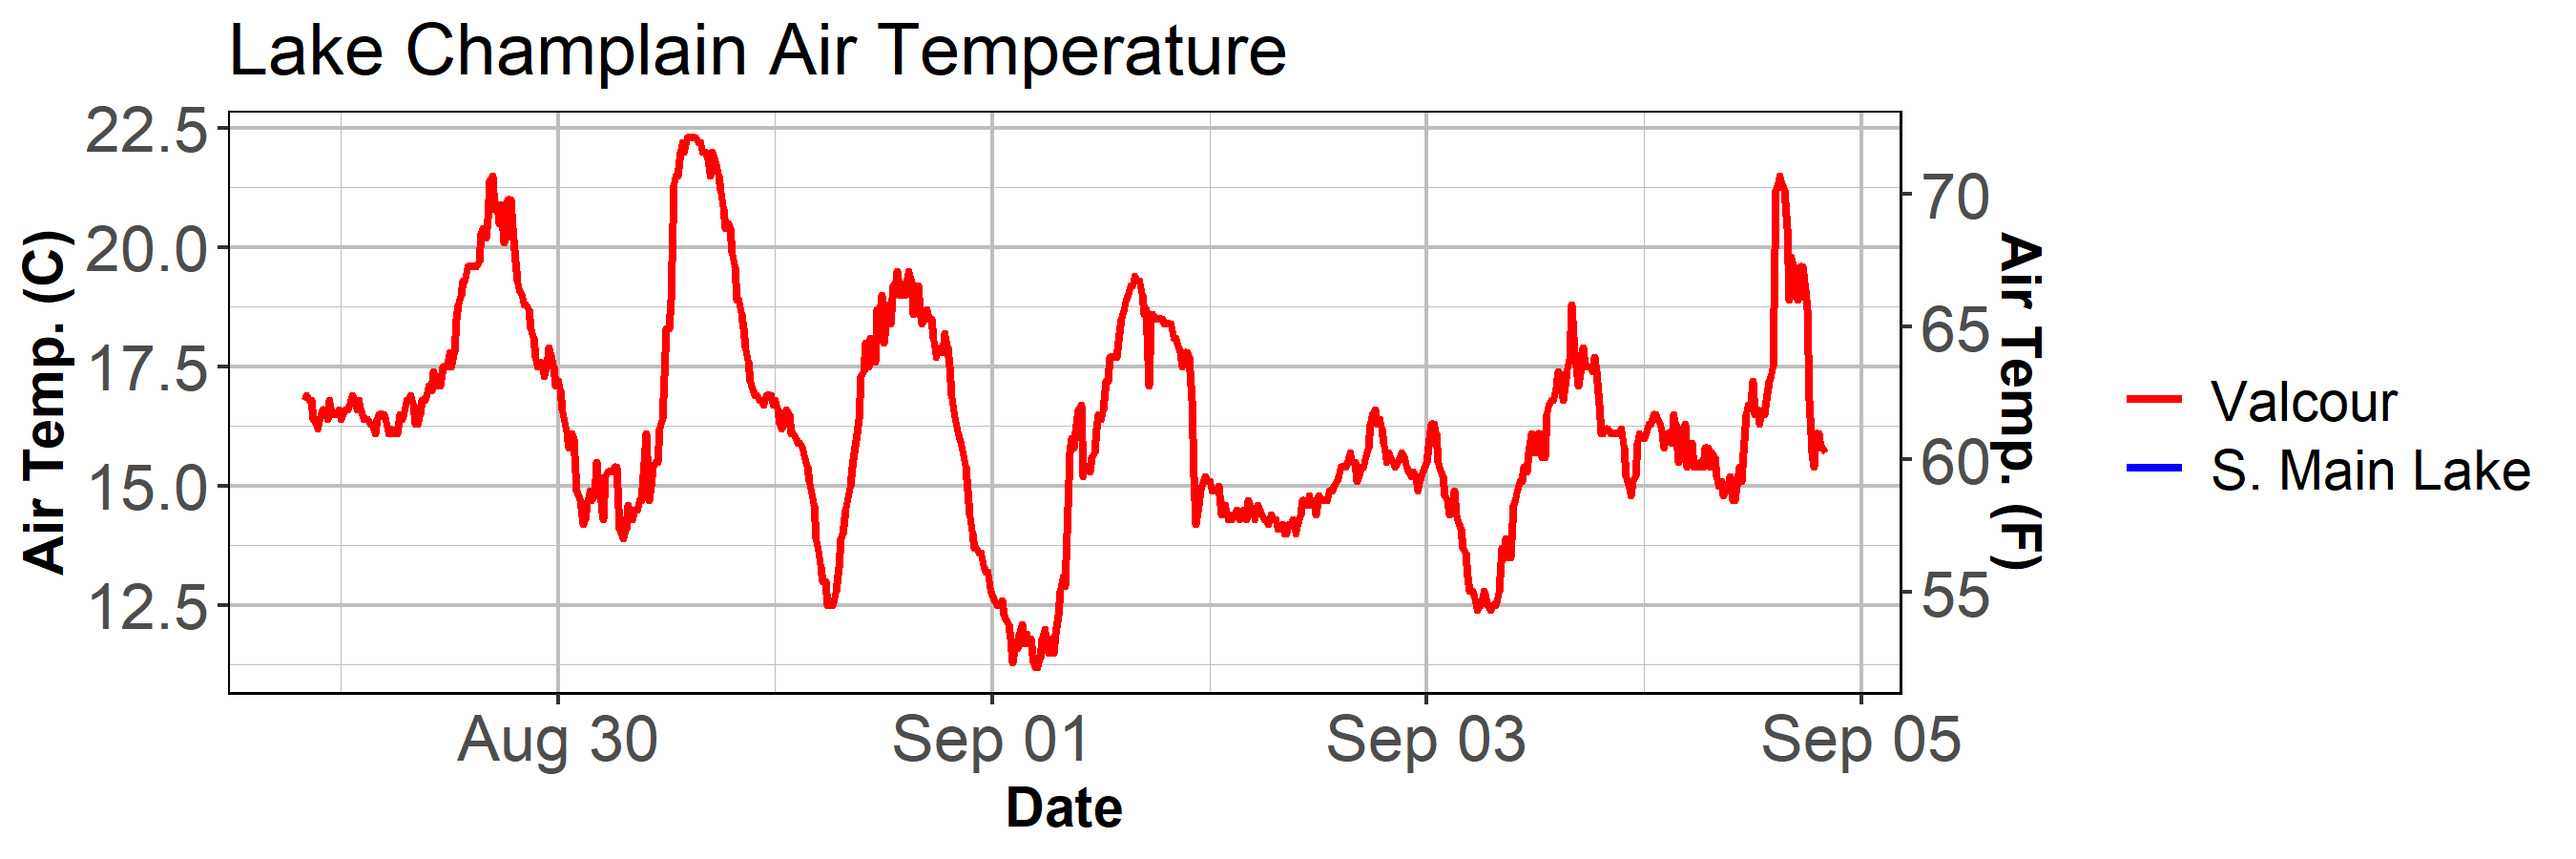 Lake Champlain Air Temperature
22.5
20.0
17.5
15.0
12.5
Air Temp. (C)
70
65
60
55
Air Temp. (F)
Aug 30
Sep 01
Sep 03
Sep 05
Date
Valcour
S. Main Lake